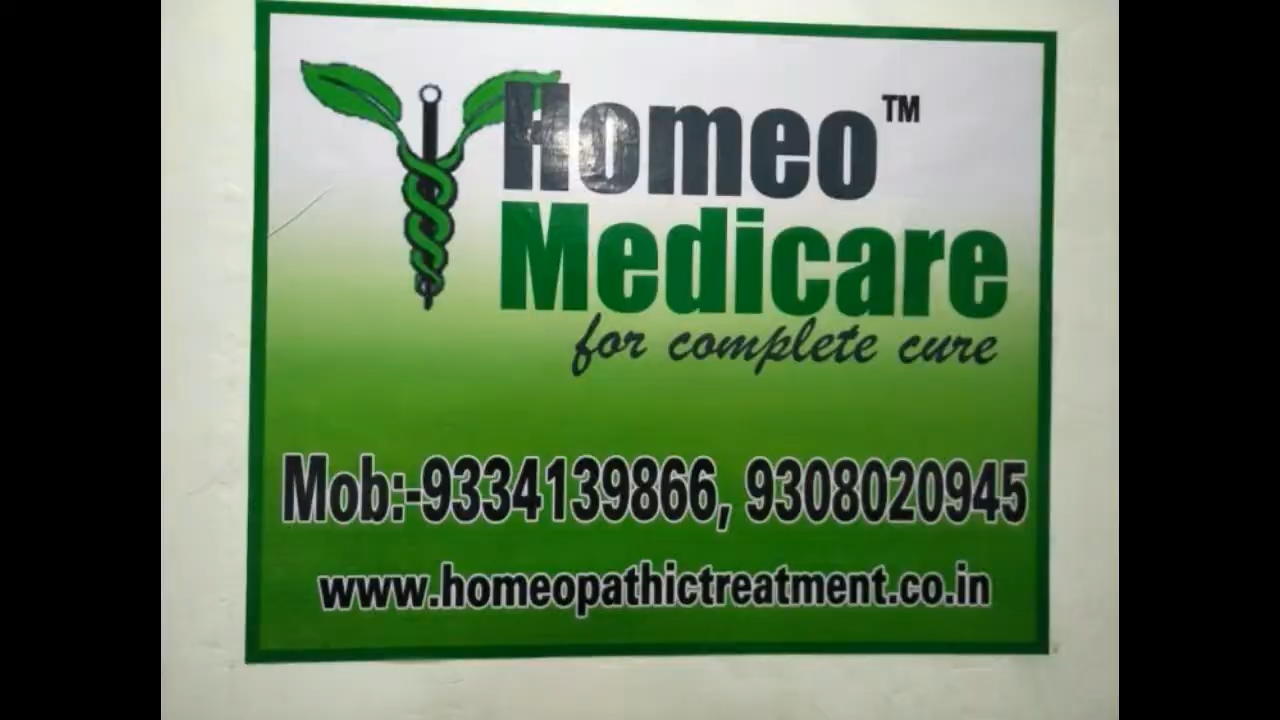 Homeo™
Medicare
for complete cure
Mob:-9334139866, 9308020945
www.homeopathictreatment.co.in